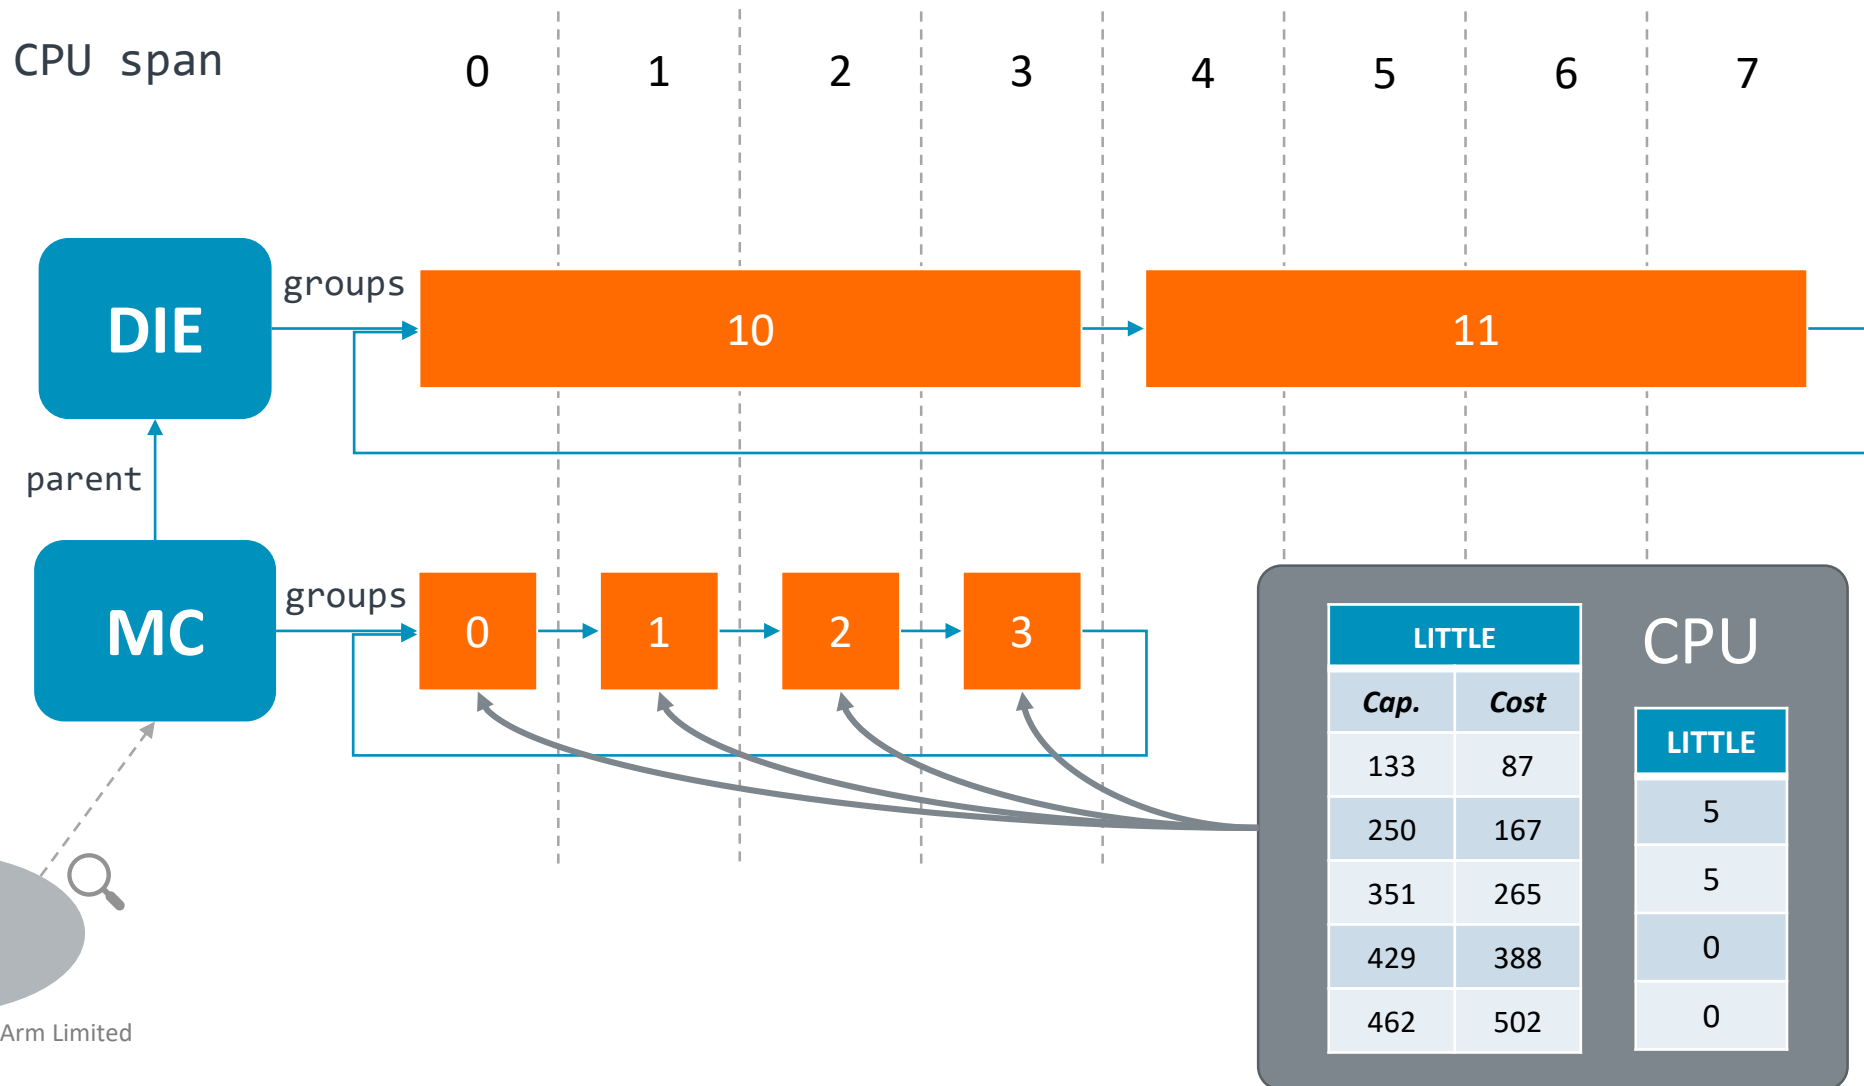 CPU span 0 1 2 3 4 5 6 7
groups
DIE 10 11
parent
groups
MC 0 1 2 3
CPU
LITTLE
Cap. Cost
133 87
250 167
351 265
429 388
462 502
LITTLE
5
5
0
0
Arm Limited